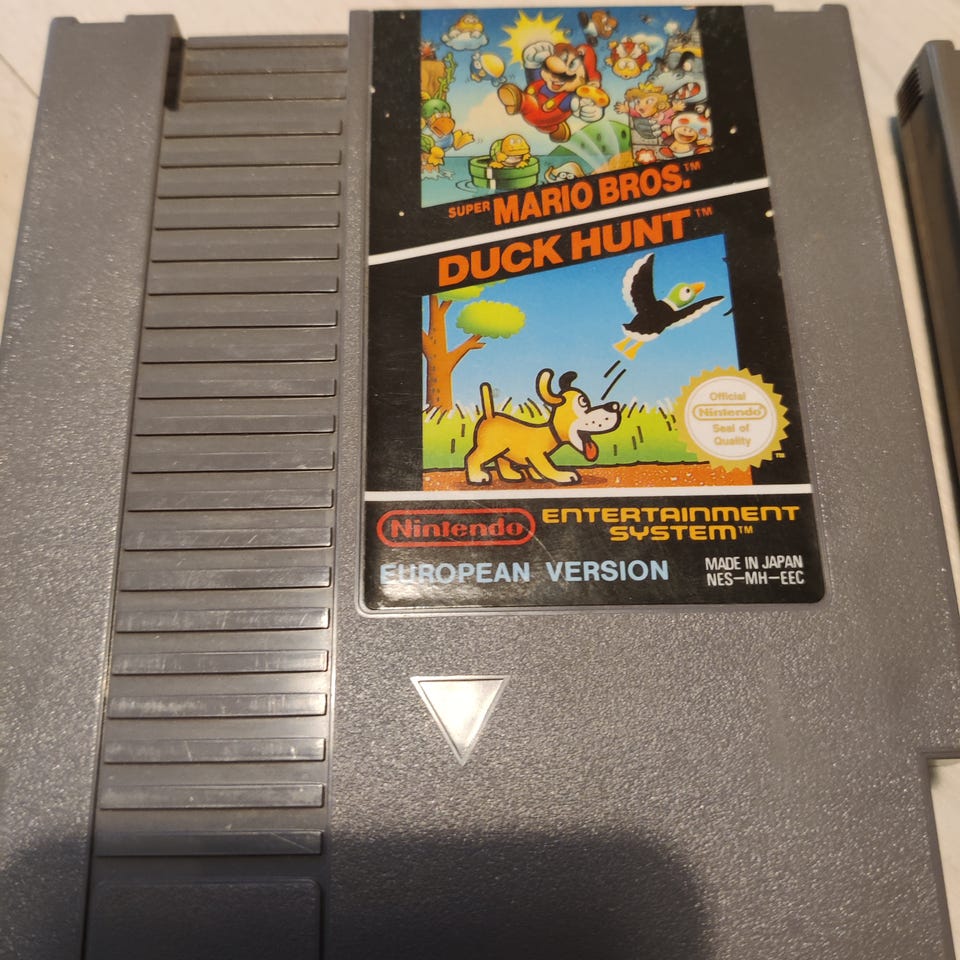 SUPER MARIO BROS.™
DUCK HUNT™
Official
Nintendo®
Seal of
Quality
TM
Nintendo®
ENTERTAINMENT
SYSTEM™
EUROPEAN VERSION
MADE IN JAPAN
NES-MH-EEC